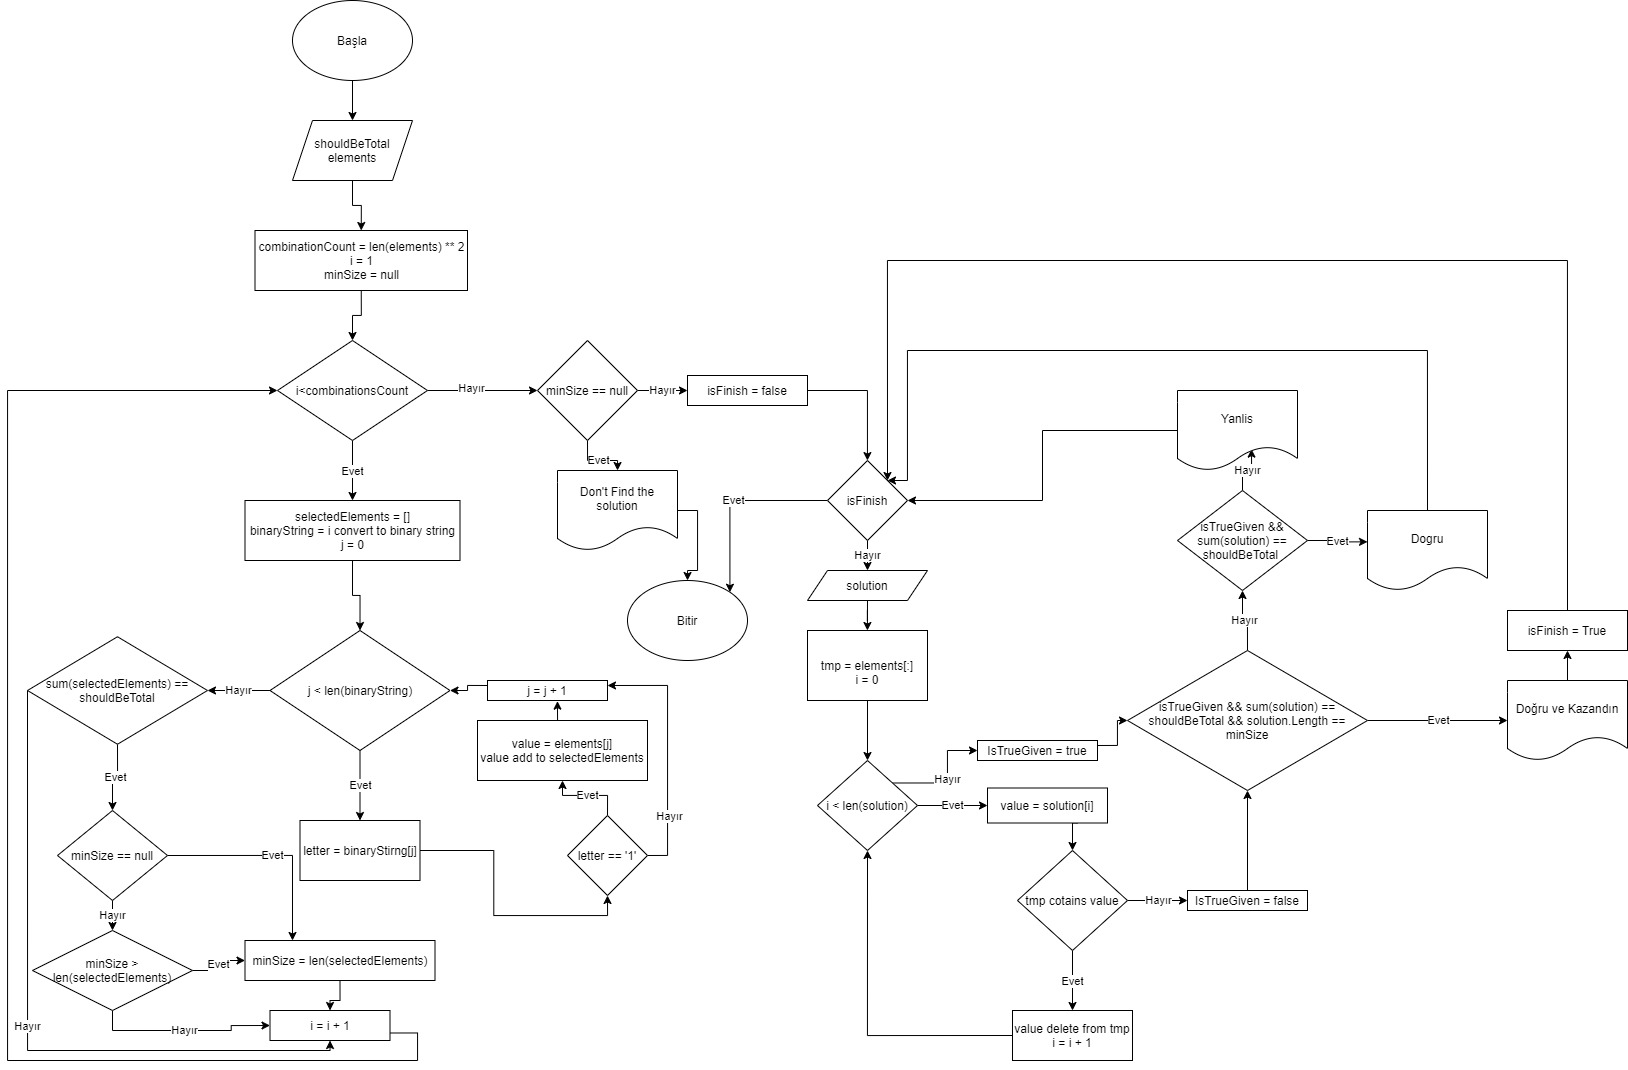 Başla
shouldBeTotal
elements
combinationCount = len(elements) ** 2
i = 1
minSize = null
i<combinationsCount
Hayır
minSize == null
Hayır
isFinish = false
Evet
Evet
Don't Find the
solution
selectedElements = []
binaryString = i convert to binary string
j = 0
Bitir
sum(selectedElements) ==
shouldBeTotal
Hayır
j < len(binaryString)
j = j + 1
value = elements[j]
value add to selectedElements
Evet
Evet
Evet
Hayır
minSize == null
Evet
letter = binaryStirng[j]
letter == '1'
Hayır
minSize >
len(selectedElements)
Evet
minSize = len(selectedElements)
Hayır
Hayır
i = i + 1
isFinish
Evet
Hayır
solution
tmp = elements[:]
i = 0
i < len(solution)
Hayır
IsTrueGiven = true
Evet
value = solution[i]
tmp cotains value
Hayır
IsTrueGiven = false
Evet
value delete from tmp
i = i + 1
Yanlis
Hayır
isTrueGiven &&
sum(solution) ==
shouldBeTotal
Evet
Dogru
Hayır
isTrueGiven && sum(solution) ==
shouldBeTotal && solution.Length ==
minSize
Evet
Doğru ve Kazandın
isFinish = True